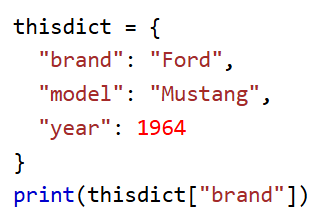 thisdict = {
  "brand": "Ford",
  "model": "Mustang",
  "year": 1964
}
print(thisdict["brand"])